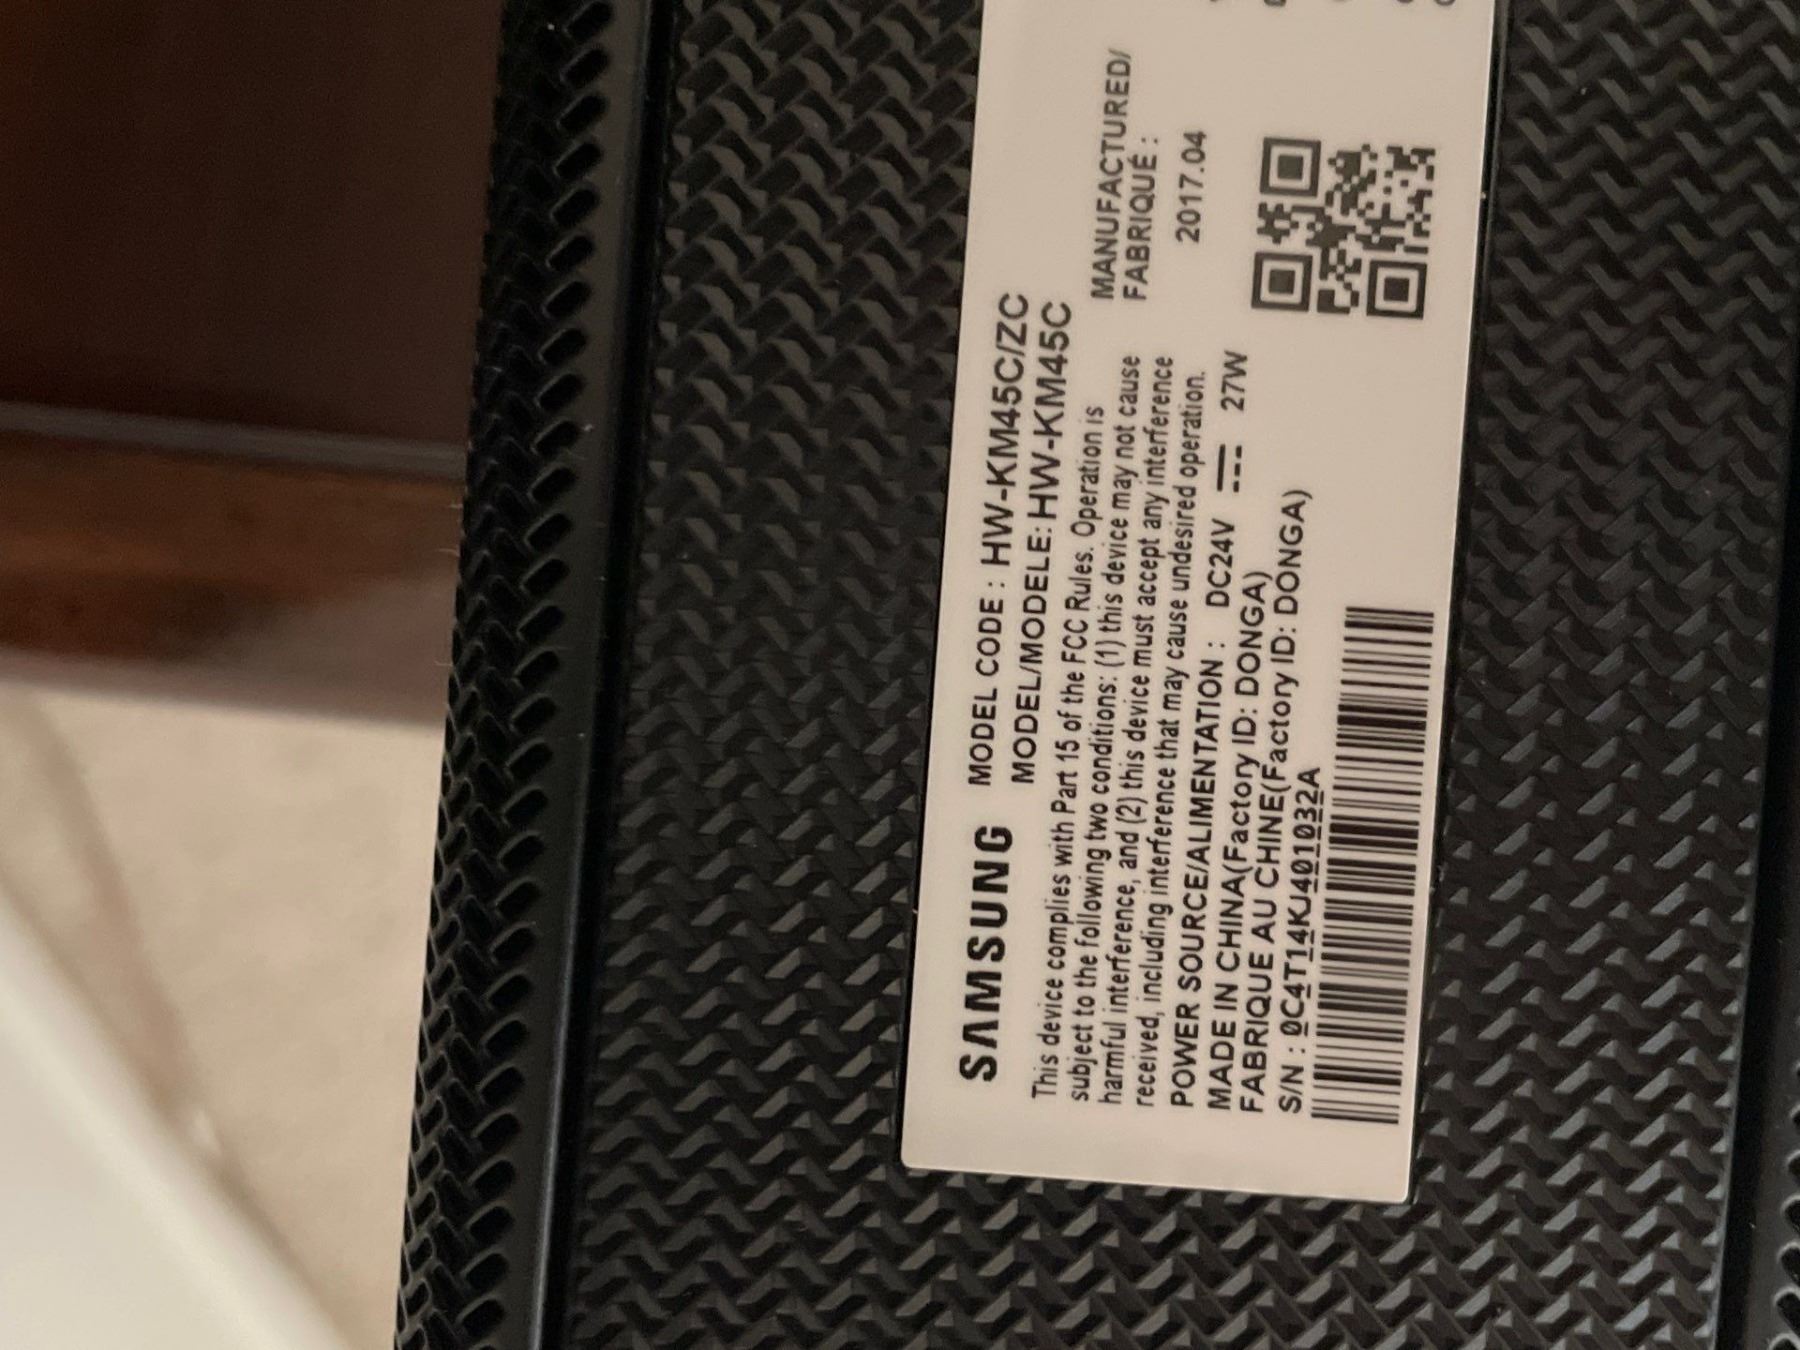 SAMSUNG MODEL CODE : HW-KM45C/ZC
MODEL/MODELE: HW-KM45C
This device complies with Part 15 of the FCC Rules. Operation is
subject to the following two conditions: (1) this device may not cause
harmful interference, and (2) this device must accept any interference
received, including interference that may cause undesired operation.
POWER SOURCE/ALIMENTATION : DC24V 27W
MADE IN CHINA(Factory ID: DONGA)
FABRIQUE AU CHINE(Factory ID: DONGA)
S/N : 0C4T14KJ401032A
MANUFACTURED/
FABRIQUÉ :
2017.04